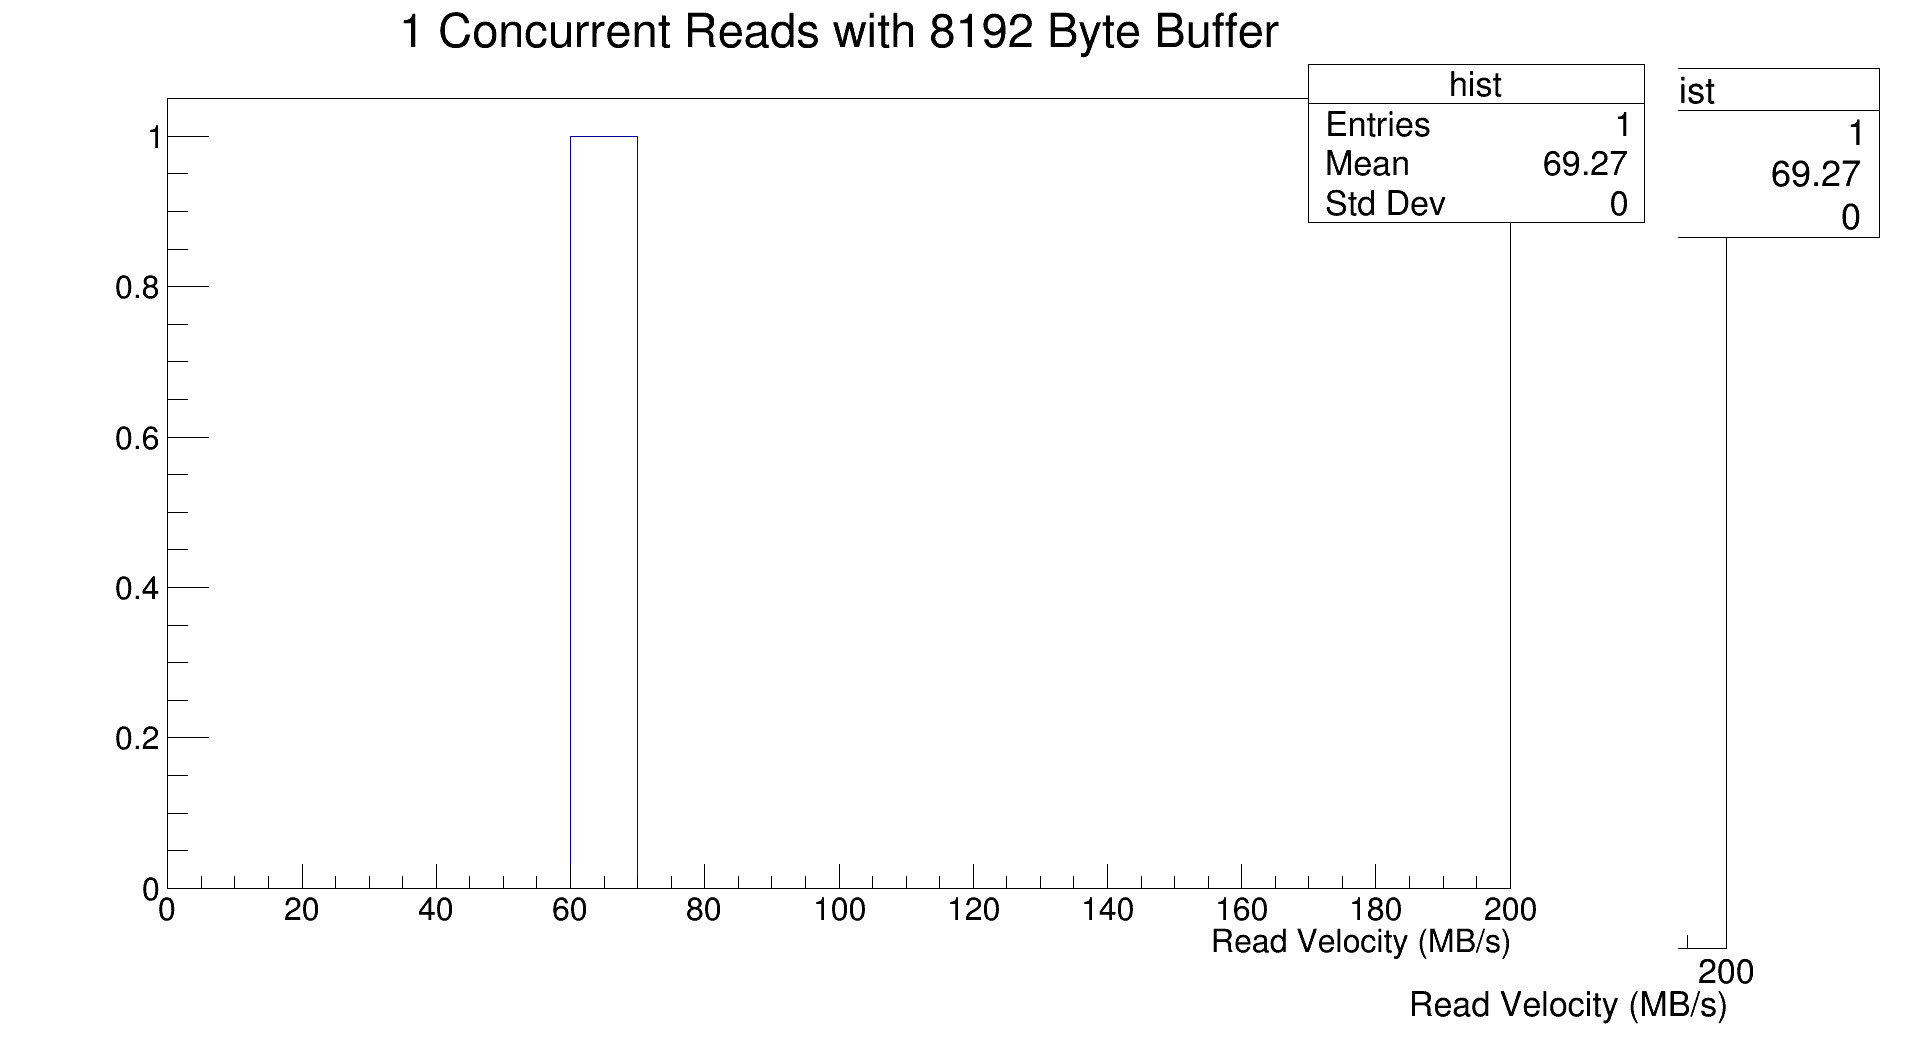 1 Concurrent Reads with 8192 Byte Buffer
hist
Entries 1
Mean 69.27
Std Dev 0
ist
1
69.27
0
1
0.8
0.6
0.4
0.2
0
0 20 40 60 80 100 120 140 160 180 200
Read Velocity (MB/s)
200
Read Velocity (MB/s)